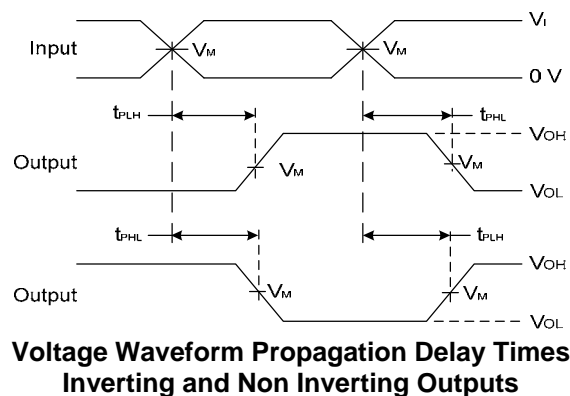 VI
Input VM VM
0 V
tPLH tPHL
VOH
Output VM VM
VOL
tPHL tPLH
VOH
Output VM VM
VOL
Voltage Waveform Propagation Delay Times
Inverting and Non Inverting Outputs